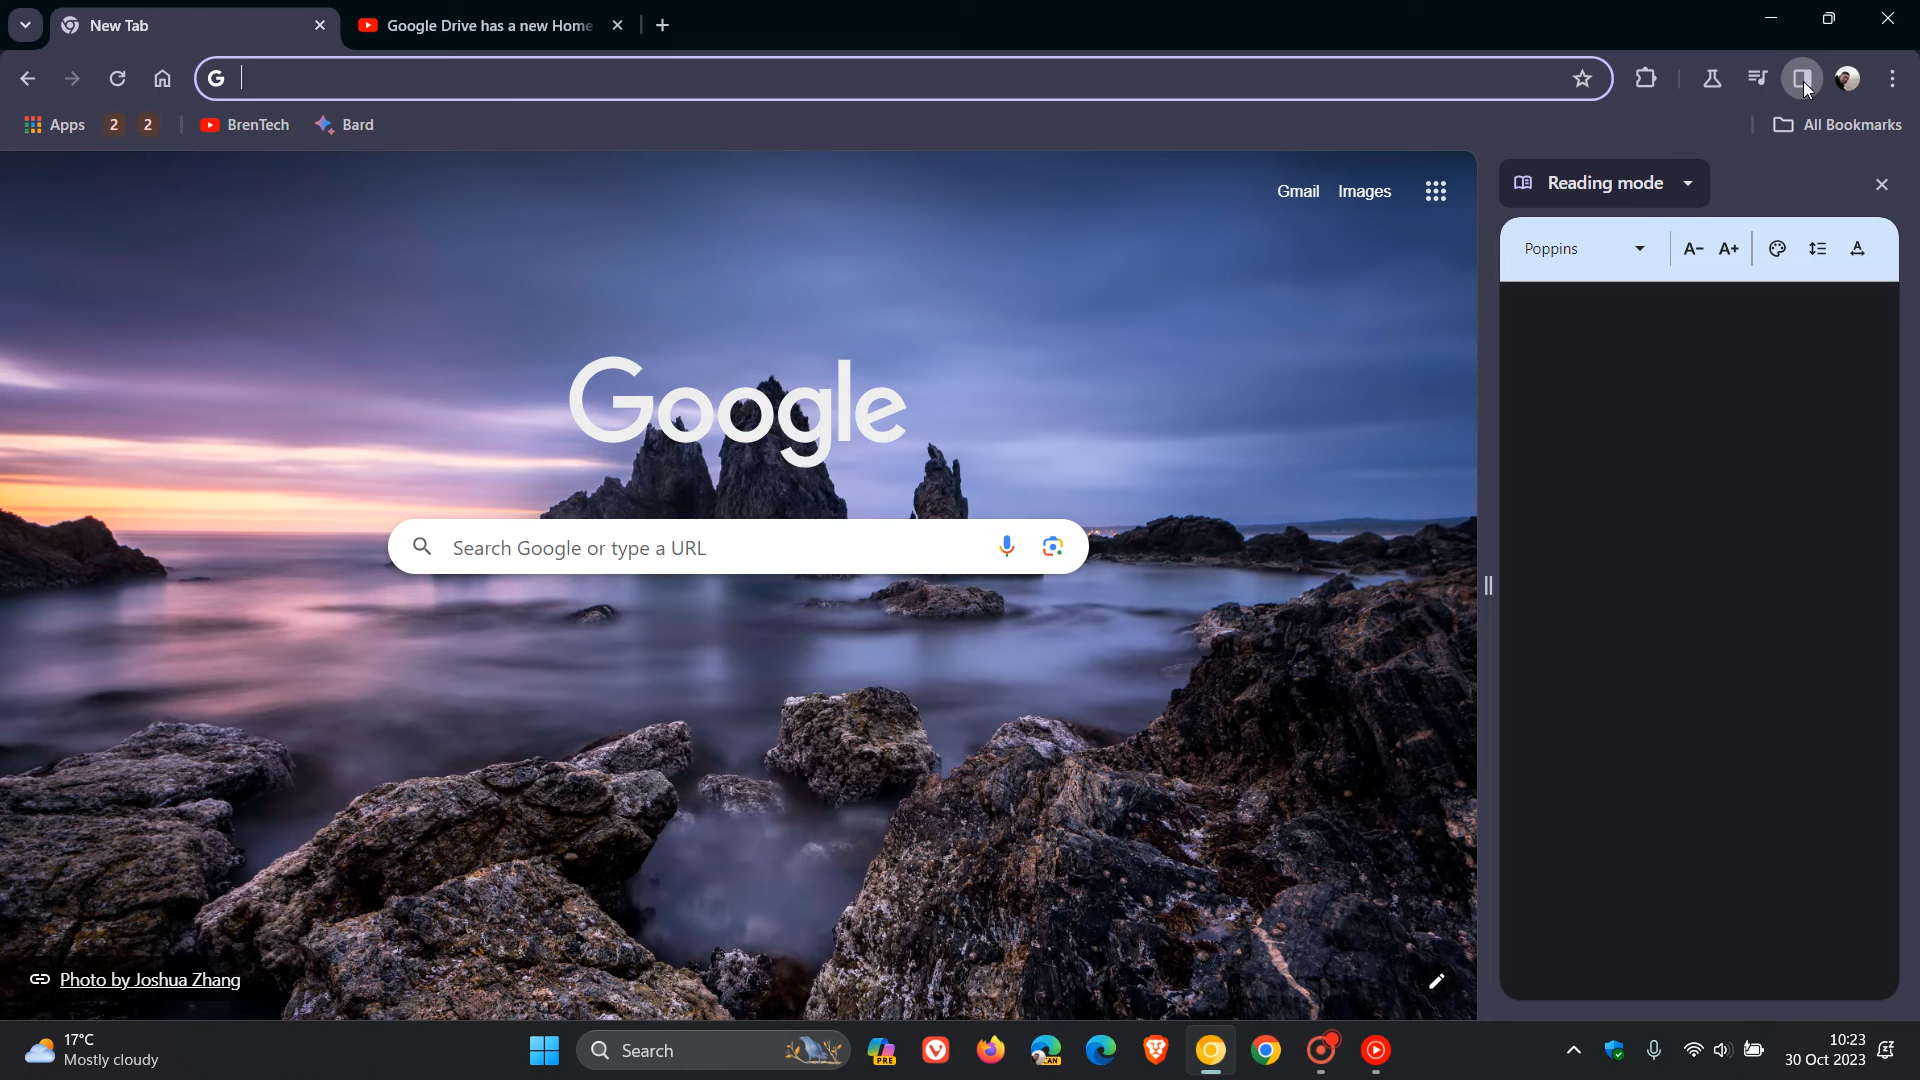 New Tab
Google Drive has a new Home
Apps
2
2
BrenTech
Bard
All Bookmarks
Gmail
Images
Reading mode
Poppins
A-
A+
Google
Search Google or type a URL
Photo by Joshua Zhang
17°C
Mostly cloudy
Search
PRE
CAN
10:23
30 Oct 2023